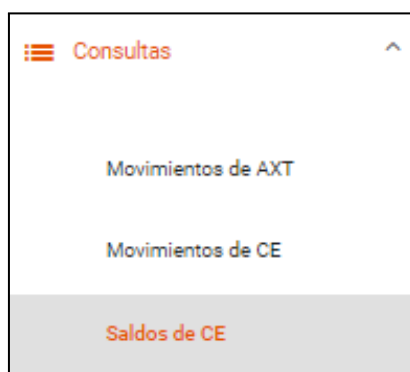 Consultas
Movimientos de AXT
Movimientos de CE
Saldos de CE